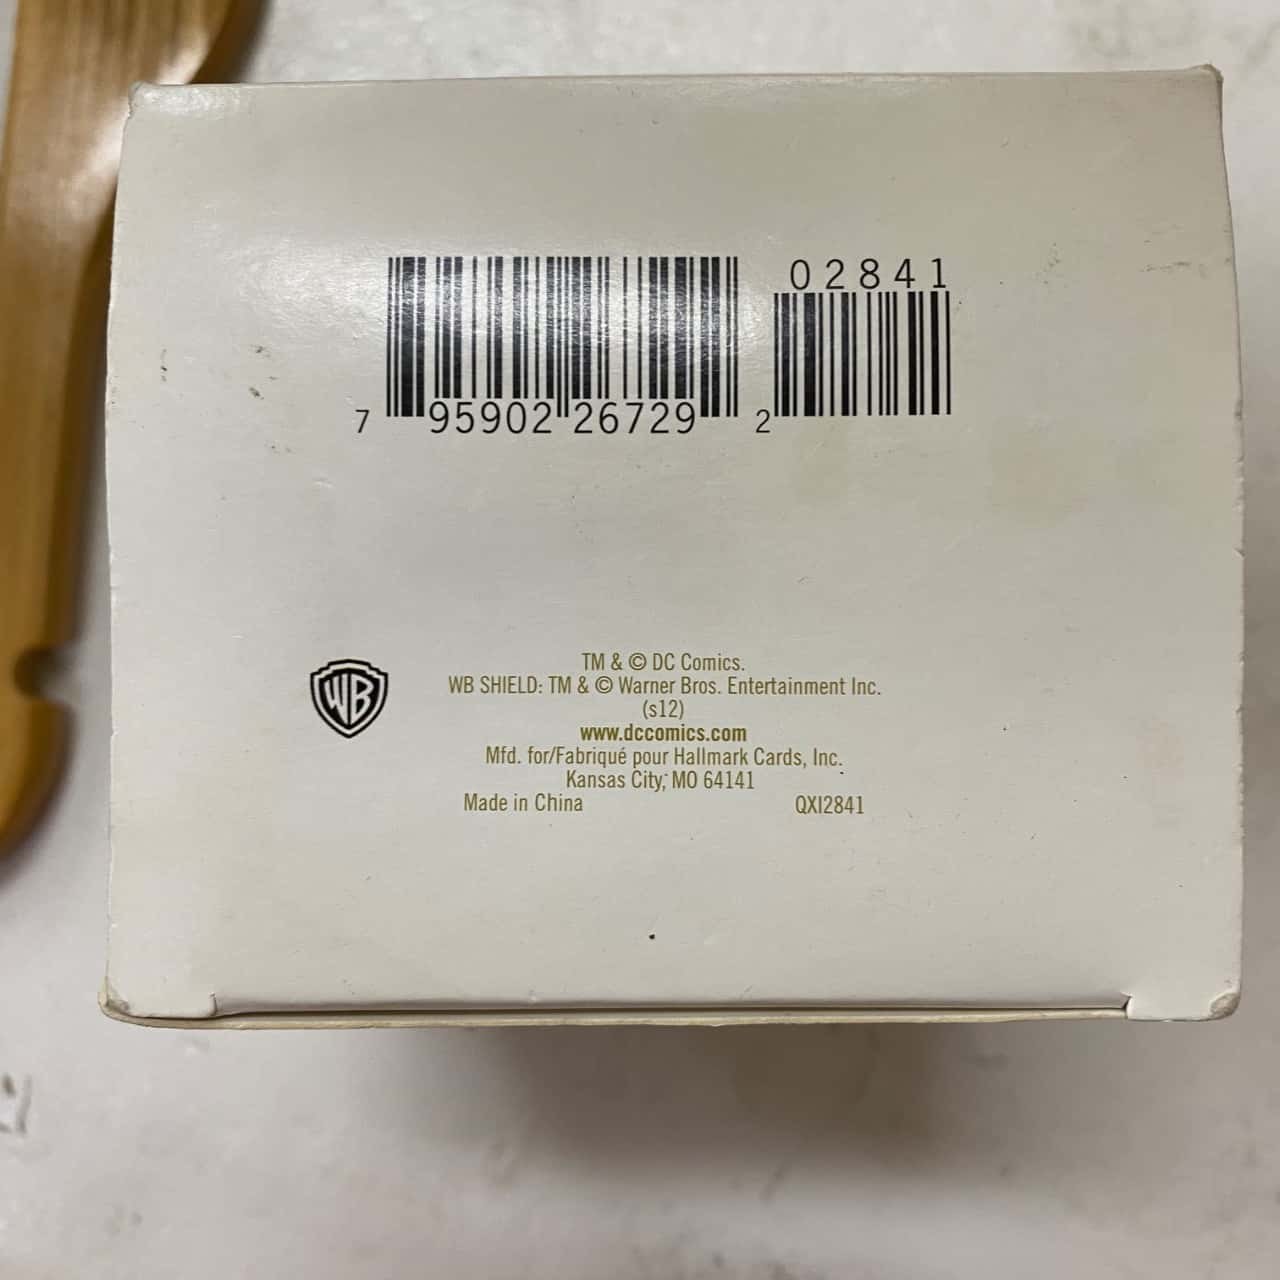 02841
7 95902 26729 2
WB
TM & © DC Comics.
WB SHIELD: TM & © Warner Bros. Entertainment Inc.
(s12)
www.dccomics.com
Mfd. for/Fabriqué pour Hallmark Cards, Inc.
Kansas City, MO 64141
Made in China QXI2841